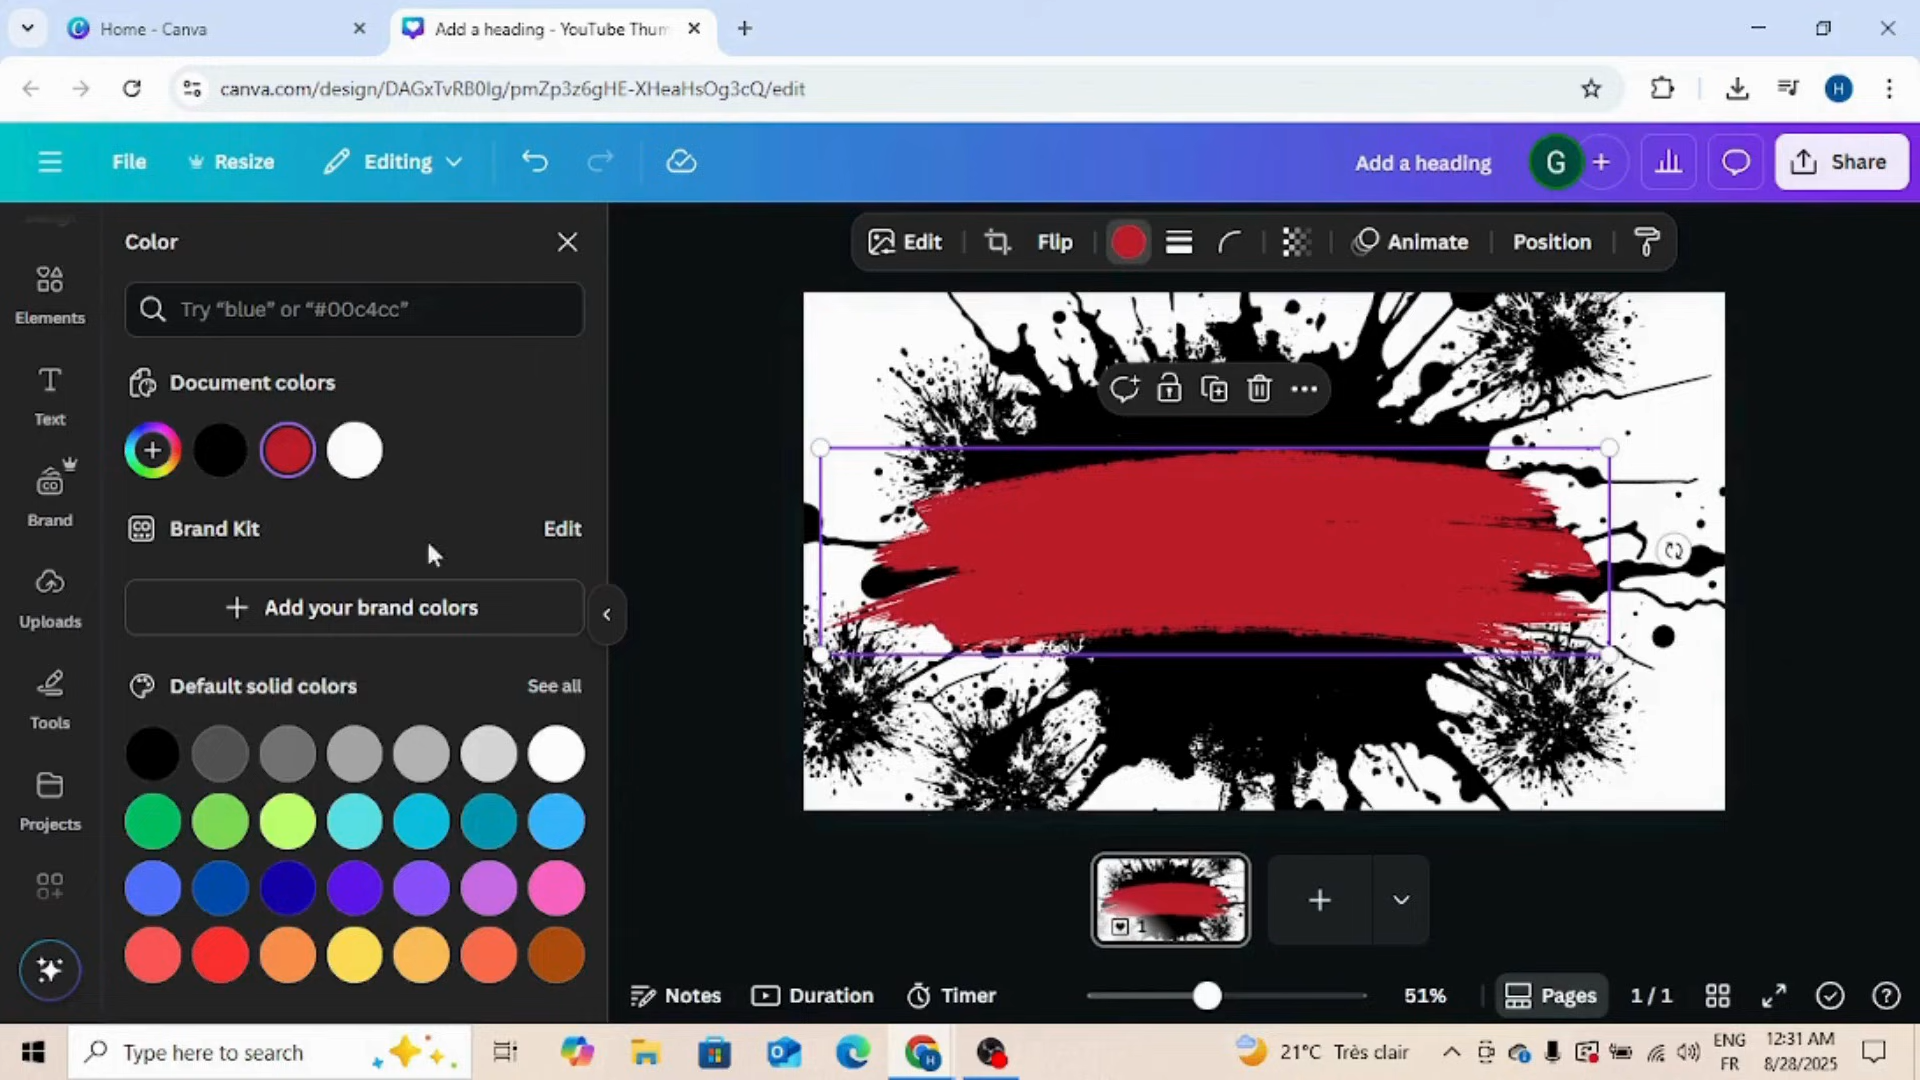 Home - Canva
Add a heading - YouTube Thum
canva.com/design/DAGxTvRB0Ig/pmZp3z6gHE-XHeaHsOg3cQ/edit
H
File
Resize
Editing
Add a heading
G
Share
Color
Edit
Flip
Animate
Position
Elements
Try “blue” or “#00c4cc”
Document colors
Text
Brand
Brand Kit
Edit
Add your brand colors
Uploads
Default solid colors
See all
Tools
Projects
1
Notes
Duration
Timer
51%
Pages
1 / 1
Type here to search
21°C Très clair
ENG
FR
12:31 AM
8/28/2025